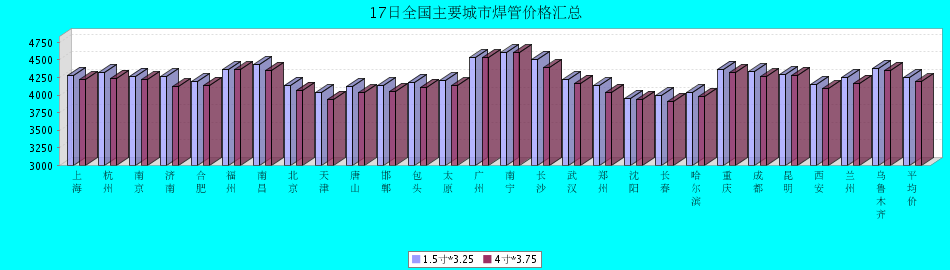 17日全国主要城市焊管价格汇总
4750
4500
4250
4000
3750
3500
3250
3000
上海
杭州
南京
济南
合肥
福州
南昌
北京
天津
唐山
邯郸
包头
太原
广州
南宁
长沙
武汉
郑州
沈阳
长春
哈尔滨
重庆
成都
昆明
西安
兰州
乌鲁木齐
平均价
1.5寸*3.25
4寸*3.75